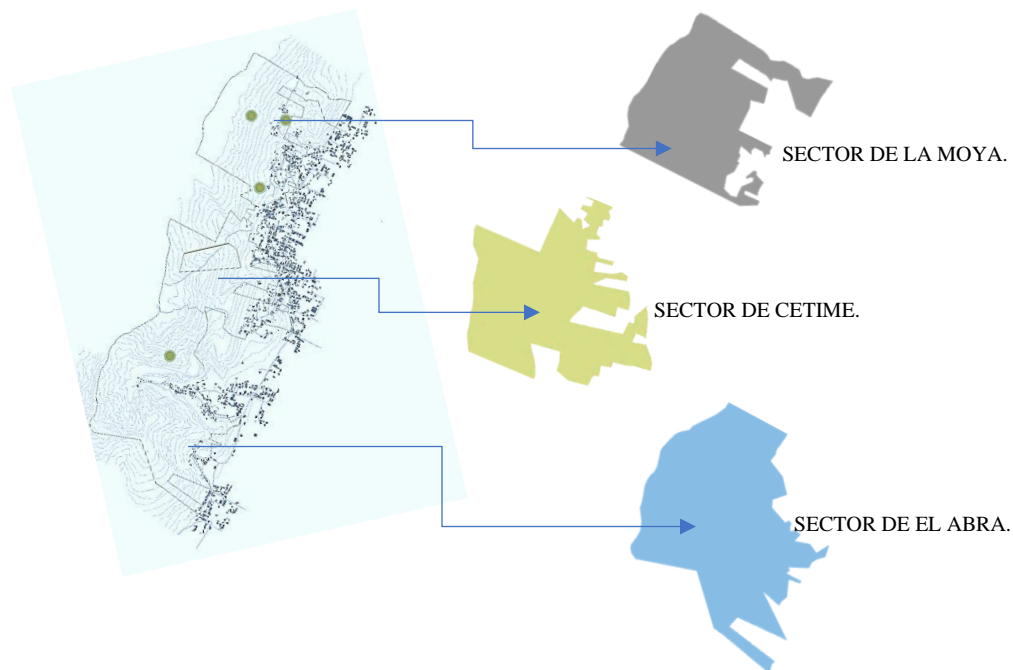 SECTOR DE LA MOYA.
SECTOR DE CETIME.
SECTOR DE EL ABRA.